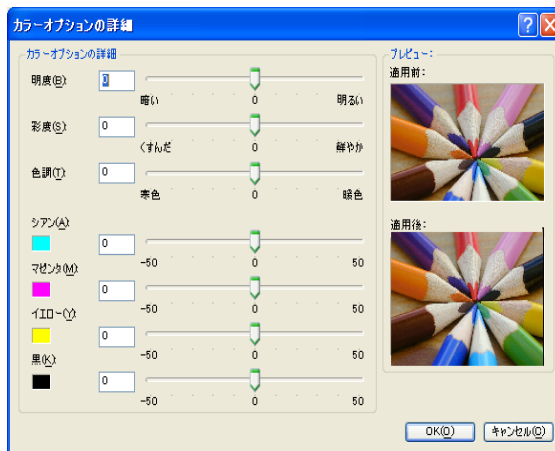 カラーオプションの詳細
カラーオプションの詳細
明度(B):
0
暗い 0 明るい
彩度(S):
0
くすんだ 0 鮮やか
色調(T):
0
寒色 0 暖色
シアン(A):
0
-50 0 50
マゼンタ(M):
0
-50 0 50
イエロー(Y):
0
-50 0 50
黒(K):
0
-50 0 50
プレビュー:
適用前:
適用後:
OK(O) キャンセル(C)